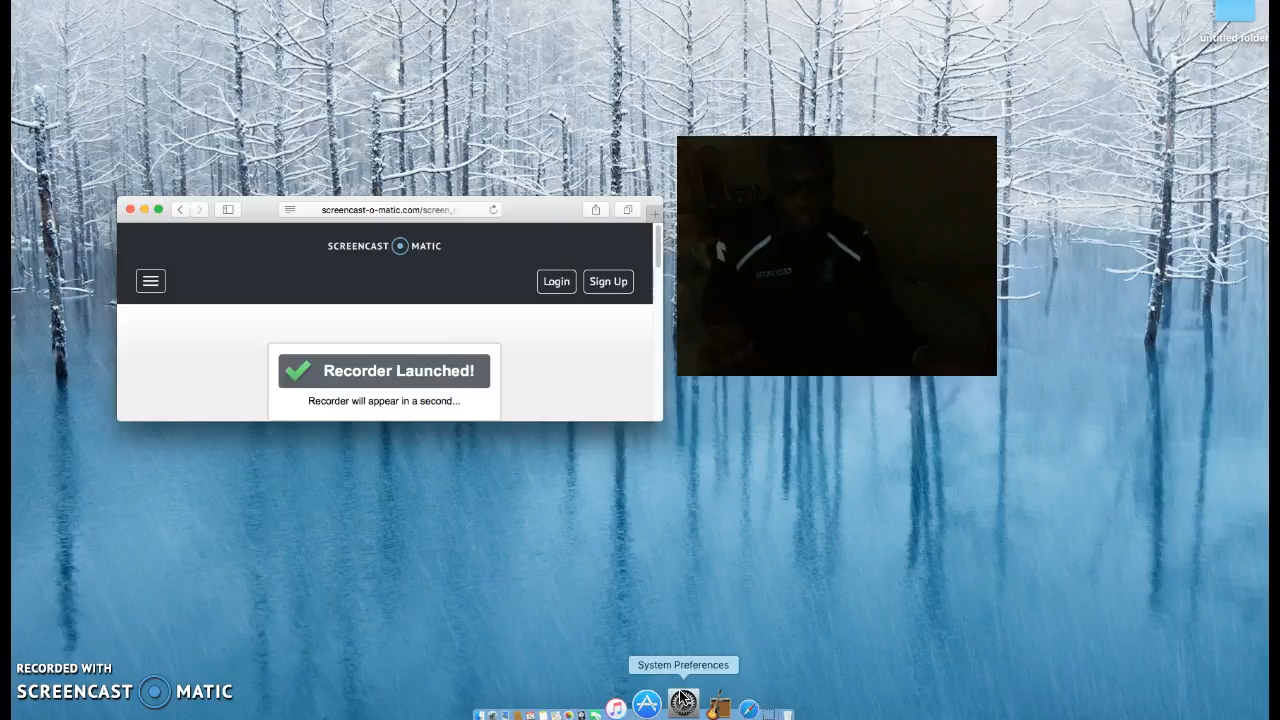 untitled folder
screencast-o-matic.com/screen_
SCREENCAST MATIC
Login
Sign Up
Recorder Launched!
Recorder will appear in a second...
System Preferences
RECORDED WITH
SCREENCAST MATIC